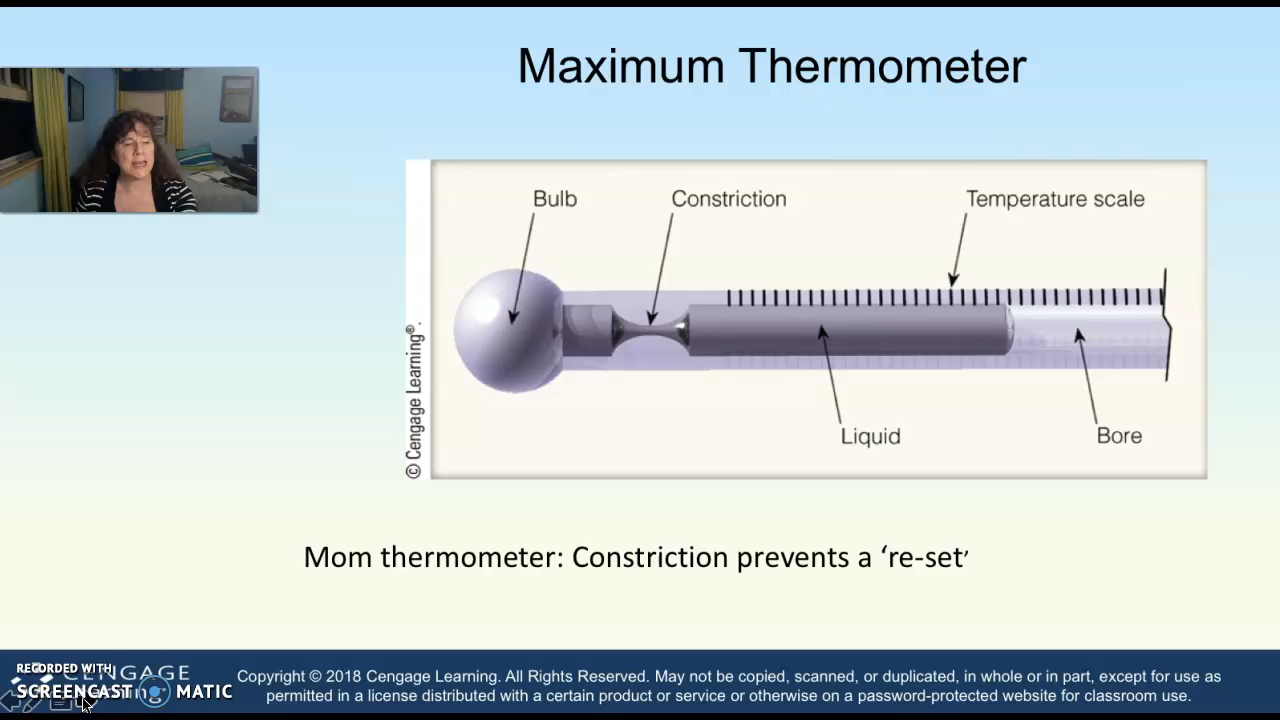 Maximum Thermometer
Bulb
Constriction
Temperature scale
Liquid
Bore
© Cengage Learning®.
Mom thermometer: Constriction prevents a ‘re-set’
RECORDED WITH
CENGAGE
SCREENCAST MATIC
Copyright © 2018 Cengage Learning. All Rights Reserved. May not be copied, scanned, or duplicated, in whole or in part, except for use as
permitted in a license distributed with a certain product or service or otherwise on a password-protected website for classroom use.